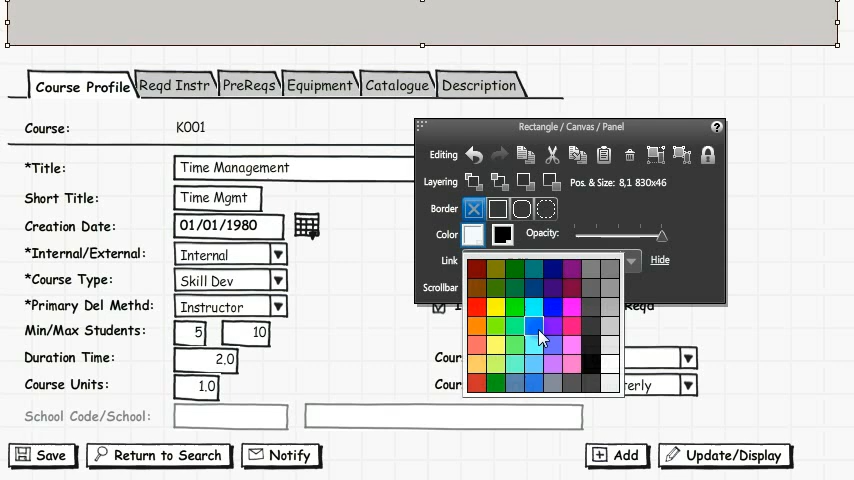 Course Profile Reqd Instr PreReqs Equipment Catalogue Description
Rectangle / Canvas / Panel ?
Course: K001
Editing
*Title: Time Management
Layering Pos. & Size: 8,1 830x46
Short Title: Time Mgmt
Border
Creation Date: 01/01/1980
Color Opacity:
*Internal/External: Internal
Link Hide
*Course Type: Skill Dev
Scrollbar
*Primary Del Methd: Instructor
Min/Max Students: 5 10
Duration Time: 2.0
Cour
Course Units: 1.0
Cour terly
School Code/School:
Save Return to Search Notify Add Update/Display